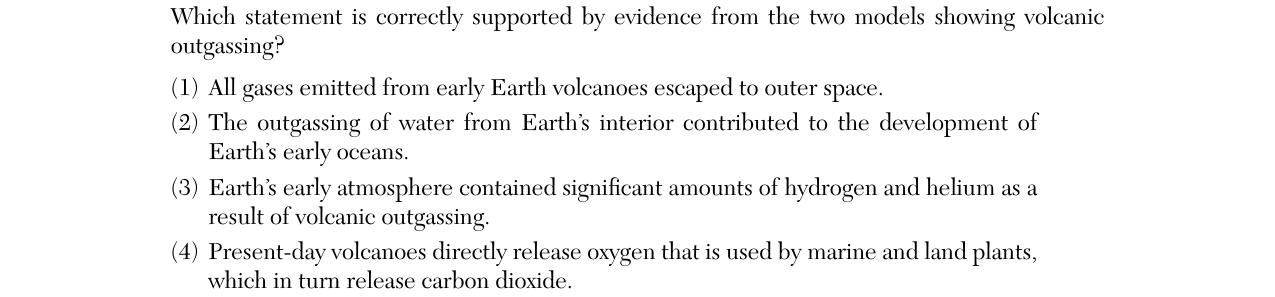 Which statement is correctly supported by evidence from the two models showing volcanic
outgassing?
(1) All gases emitted from early Earth volcanoes escaped to outer space.
(2) The outgassing of water from Earth’s interior contributed to the development of
Earth’s early oceans.
(3) Earth’s early atmosphere contained significant amounts of hydrogen and helium as a
result of volcanic outgassing.
(4) Present-day volcanoes directly release oxygen that is used by marine and land plants,
which in turn release carbon dioxide.